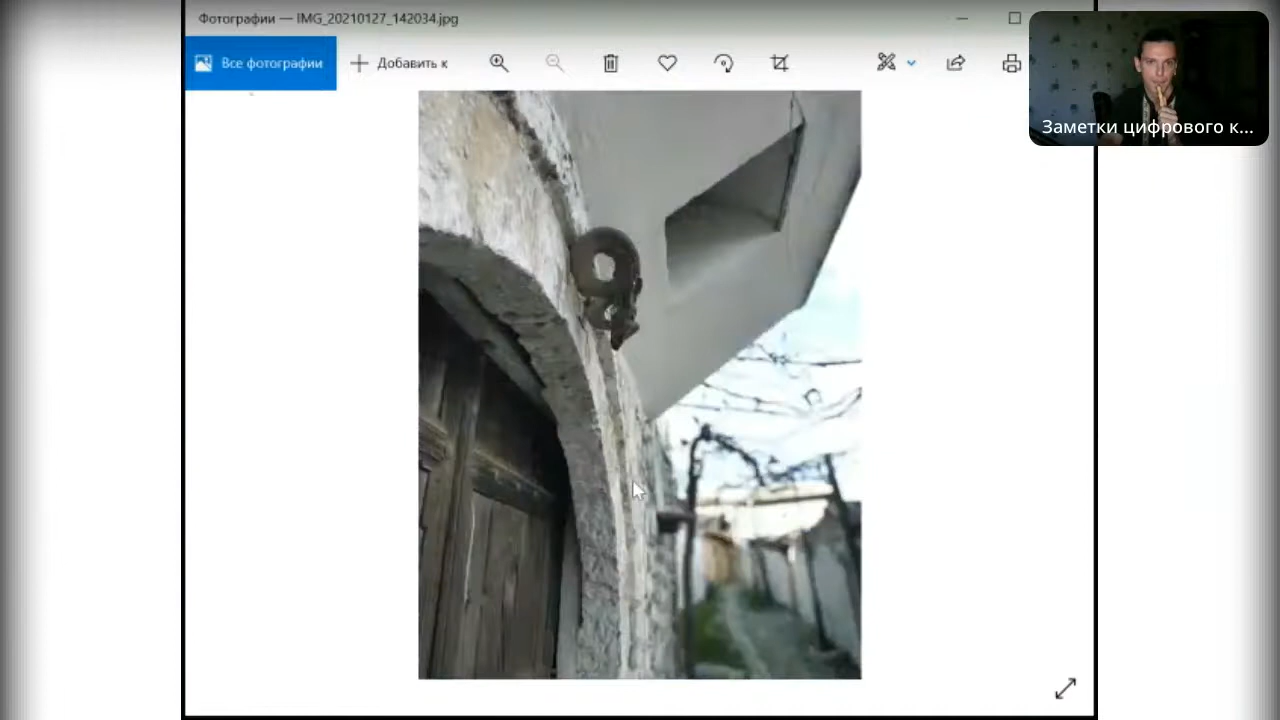 Фотографии — IMG_20210127_142034.jpg
Все фотографии
Добавить к
Заметки цифрового к...